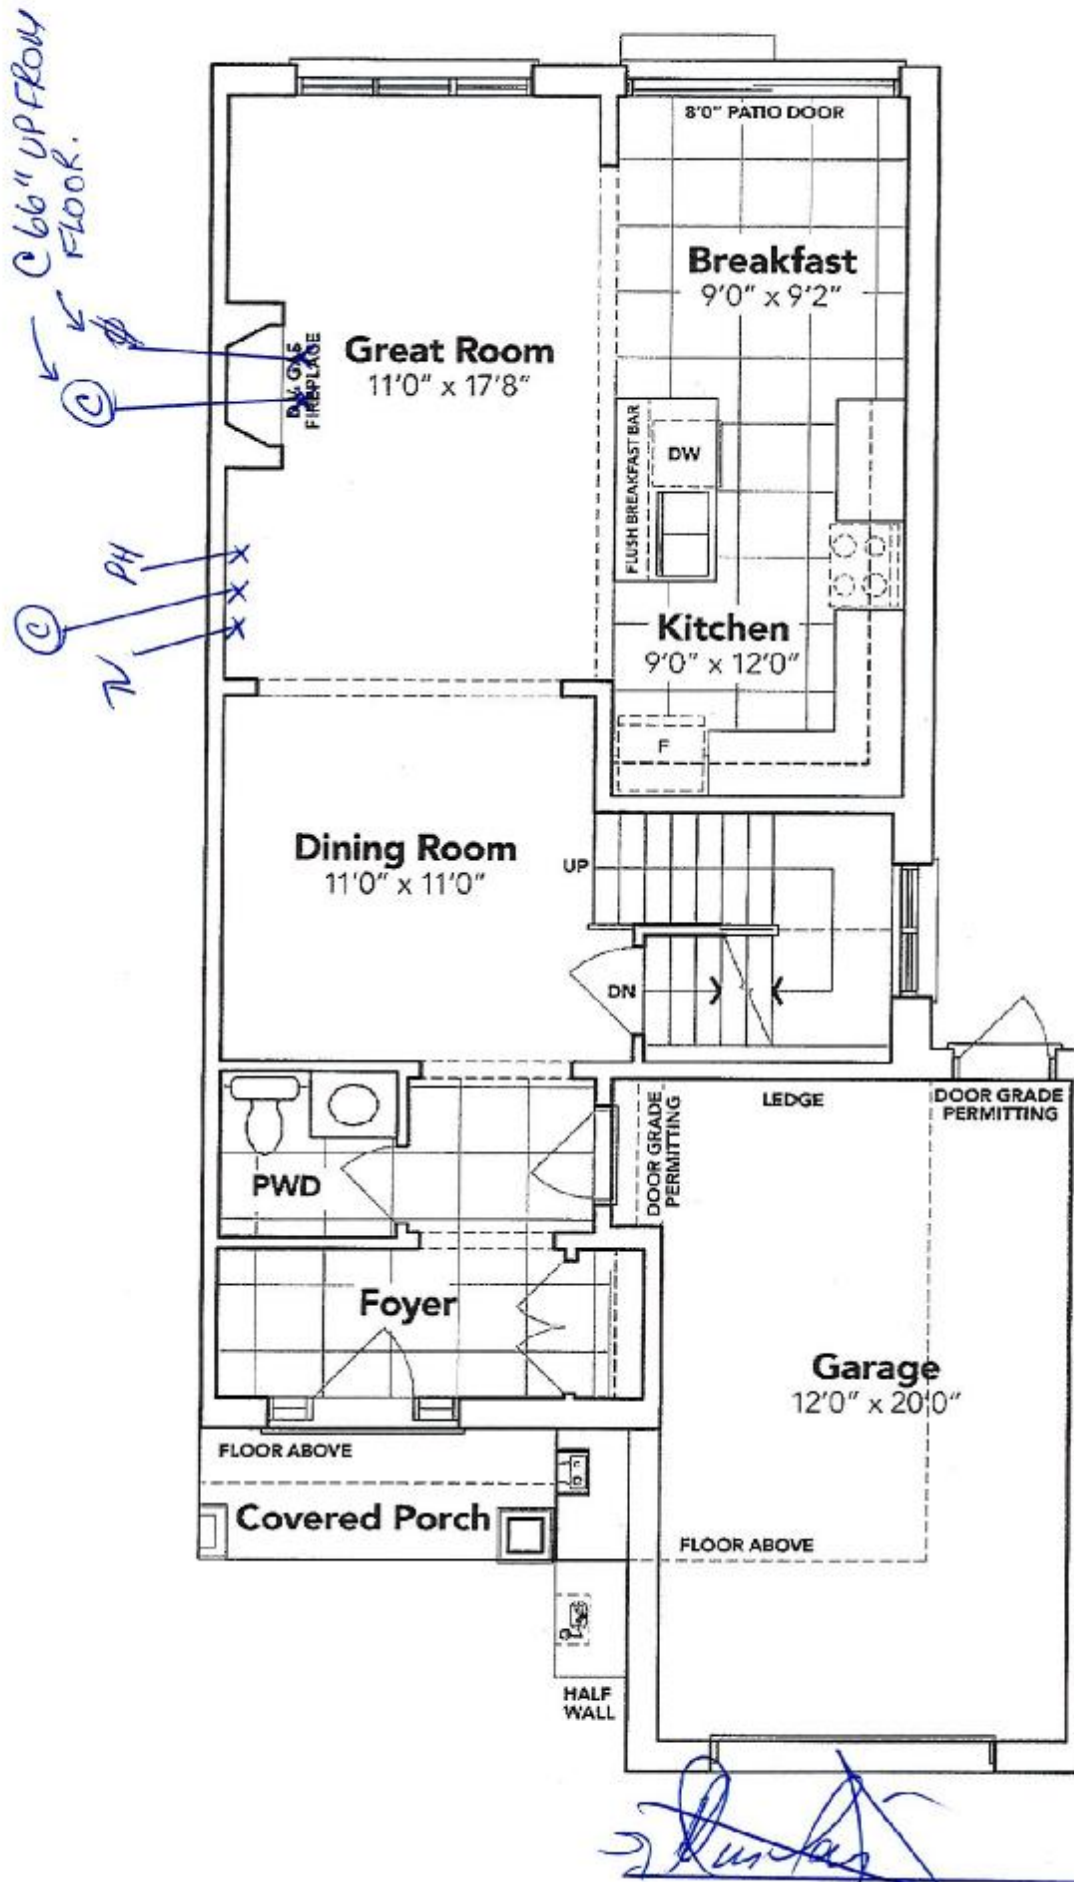 C 66" UP FROM
FLOOR.
8'0" PATIO DOOR
Breakfast
9'0" x 9'2"
Great Room
11'0" x 17'8"
GAS
FIREPLACE
C
FLUSH BREAKFAST BAR
DW
PH
C
TV
Kitchen
9'0" x 12'0"
F
Dining Room
11'0" x 11'0"
UP
DN
LEDGE
DOOR GRADE
PERMITTING
DOOR GRADE
PERMITTING
PWD
Foyer
Garage
12'0" x 20'0"
FLOOR ABOVE
Covered Porch
FLOOR ABOVE
HALF
WALL